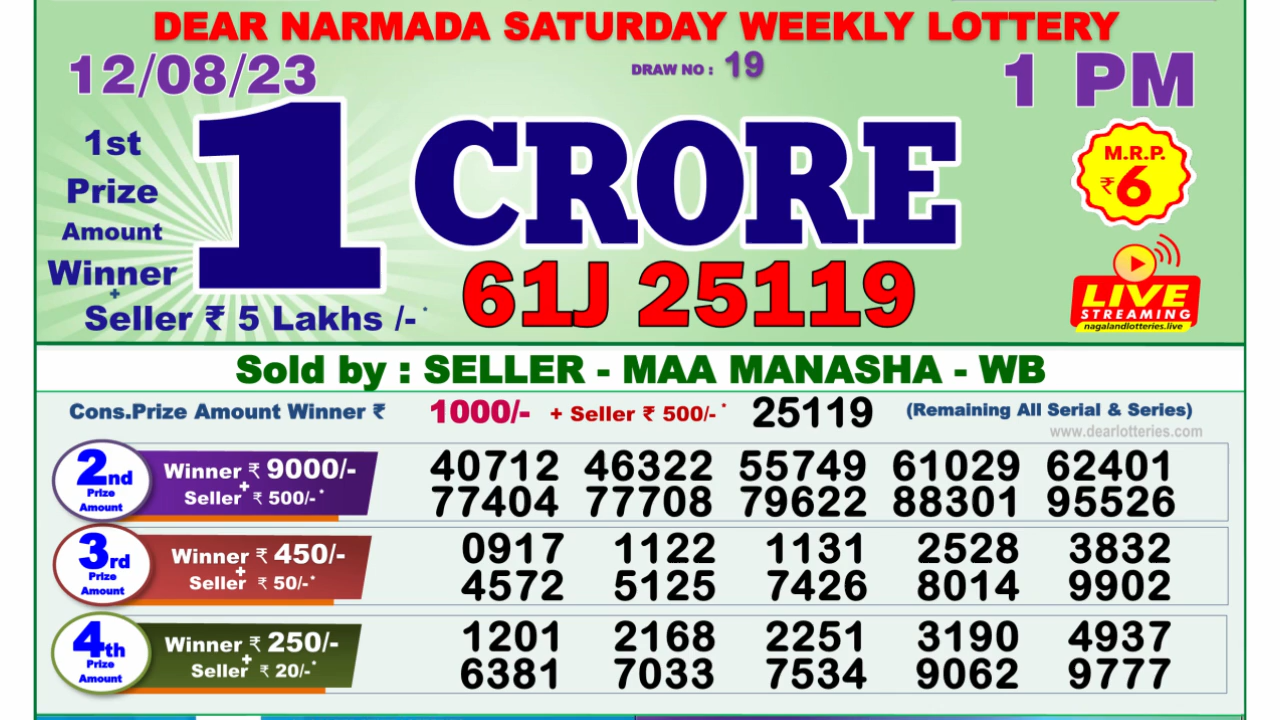 DEAR NARMADA SATURDAY WEEKLY LOTTERY
12/08/23 DRAW NO : 19 1 PM
1st
Prize
Amount
Winner
+
Seller ₹ 5 Lakhs /-*
1 CRORE
61J 25119
M.R.P.
₹6
LIVE
STREAMING
nagalandlotteries.live
Sold by : SELLER - MAA MANASHA - WB
Cons.Prize Amount Winner ₹ 1000/- + Seller ₹ 500/-* 25119 (Remaining All Serial & Series)
www.dearlotteries.com
2nd
Prize
Amount
Winner ₹ 9000/-
+
Seller ₹ 500/-*
40712 46322 55749 61029 62401
77404 77708 79622 88301 95526
3rd
Prize
Amount
Winner ₹ 450/-
+
Seller ₹ 50/-*
0917 1122 1131 2528 3832
4572 5125 7426 8014 9902
4th
Prize
Amount
Winner ₹ 250/-
+
Seller ₹ 20/-*
1201 2168 2251 3190 4937
6381 7033 7534 9062 9777